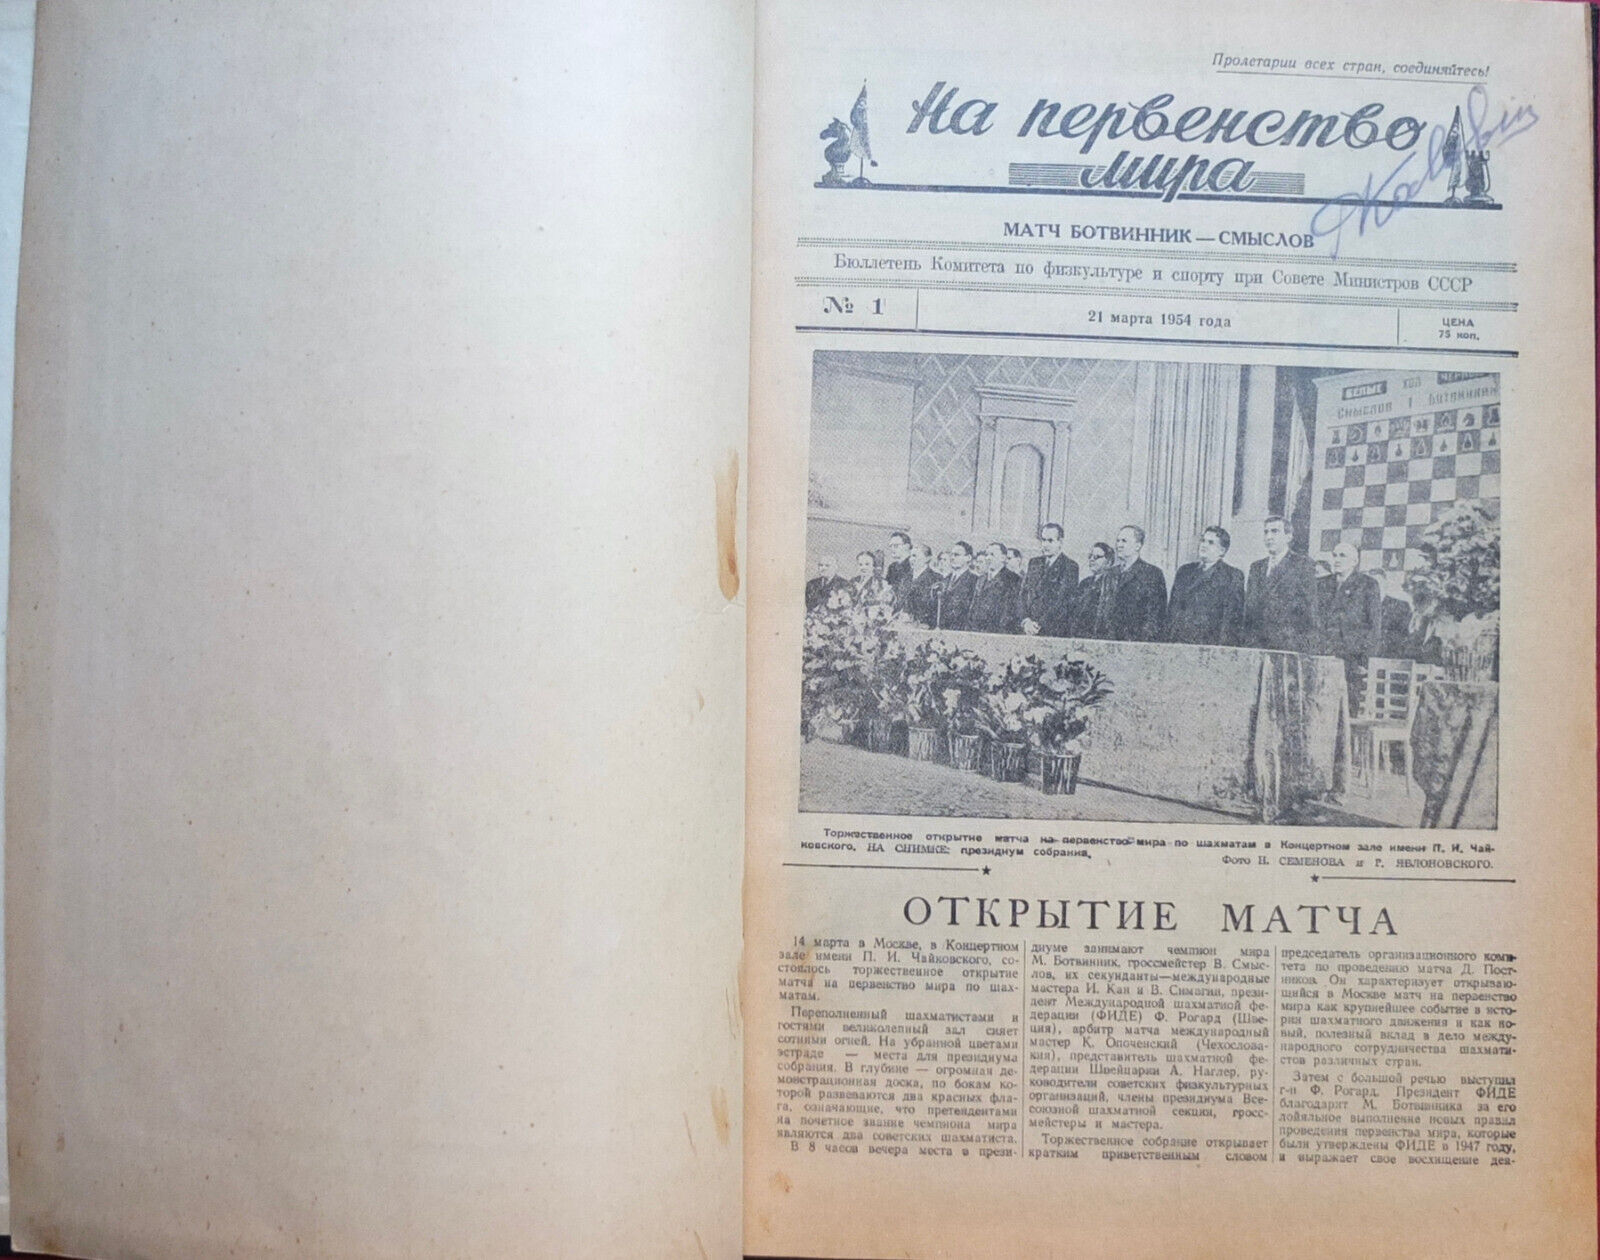 Пролетарии всех стран, соединяйтесь!
На первенство
мира
МАТЧ БОТВИННИК — СМЫСЛОВ
Бюллетень Комитета по физкультуре и спорту при Совете Министров СССР
№ 1
21 марта 1954 года
ЦЕНА
75 коп.
БЕЛЫЕ ХОД ЧЕРНЫЕ
Смыслов 1 Ботвинник
Торжественное открытие матча на первенство мира по шахматам в Концертном зале имени П. И. Чай-
ковского. НА СНИМКЕ: президиум собрания.
Фото Н. СЕМЕНОВА и Г. ЯБЛОНОВСКОГО.
ОТКРЫТИЕ МАТЧА
14 марта в Москве, в Концертном
зале имени П. И. Чайковского, со-
стоялось торжественное открытие
матча на первенство мира по шах-
матам.
Переполненный шахматистами и
гостями великолепный зал сияет
сотнями огней. На убранной цветами
эстраде — места для президиума
собрания. В глубине — огромная де-
монстрационная доска, по бокам ко-
торой развеваются два красных фла-
га, означающие, что претендентами
на почетное звание чемпиона мира
являются два советских шахматиста.
В 8 часов вечера места в прези-
диуме занимают чемпион мира
М. Ботвинник, гроссмейстер В. Смыс-
лов, их секунданты—международные
мастера И. Кан и В. Симагин, прези-
дент Международной шахматной фе-
дерации (ФИДЕ) Ф. Рогард (Шве-
ция), арбитр матча международный
мастер К. Опоченский (Чехослова-
кия), представитель шахматной фе-
дерации Швейцарии А. Наглер, ру-
ководители советских физкультурных
организаций, члены президиума Все-
союзной шахматной секции, гросс-
мейстеры и мастера.
Торжественное собрание открывает
кратким приветственным словом
председатель организационного коми-
тета по проведению матча Д. Пост-
ников. Он характеризует открываю-
щийся в Москве матч на первенство
мира как крупнейшее событие в исто-
рии шахматного движения и как но-
вый, полезный вклад в дело между-
народного сотрудничества шахмати-
стов различных стран.
Затем с большой речью выступил
г-н Ф. Рогард. Президент ФИДЕ
благодарит М. Ботвинника за его
лойяльное выполнение новых правил
проведения первенства мира, которые
были утверждены ФИДЕ в 1947 году,
и выражает свое восхищение дея-